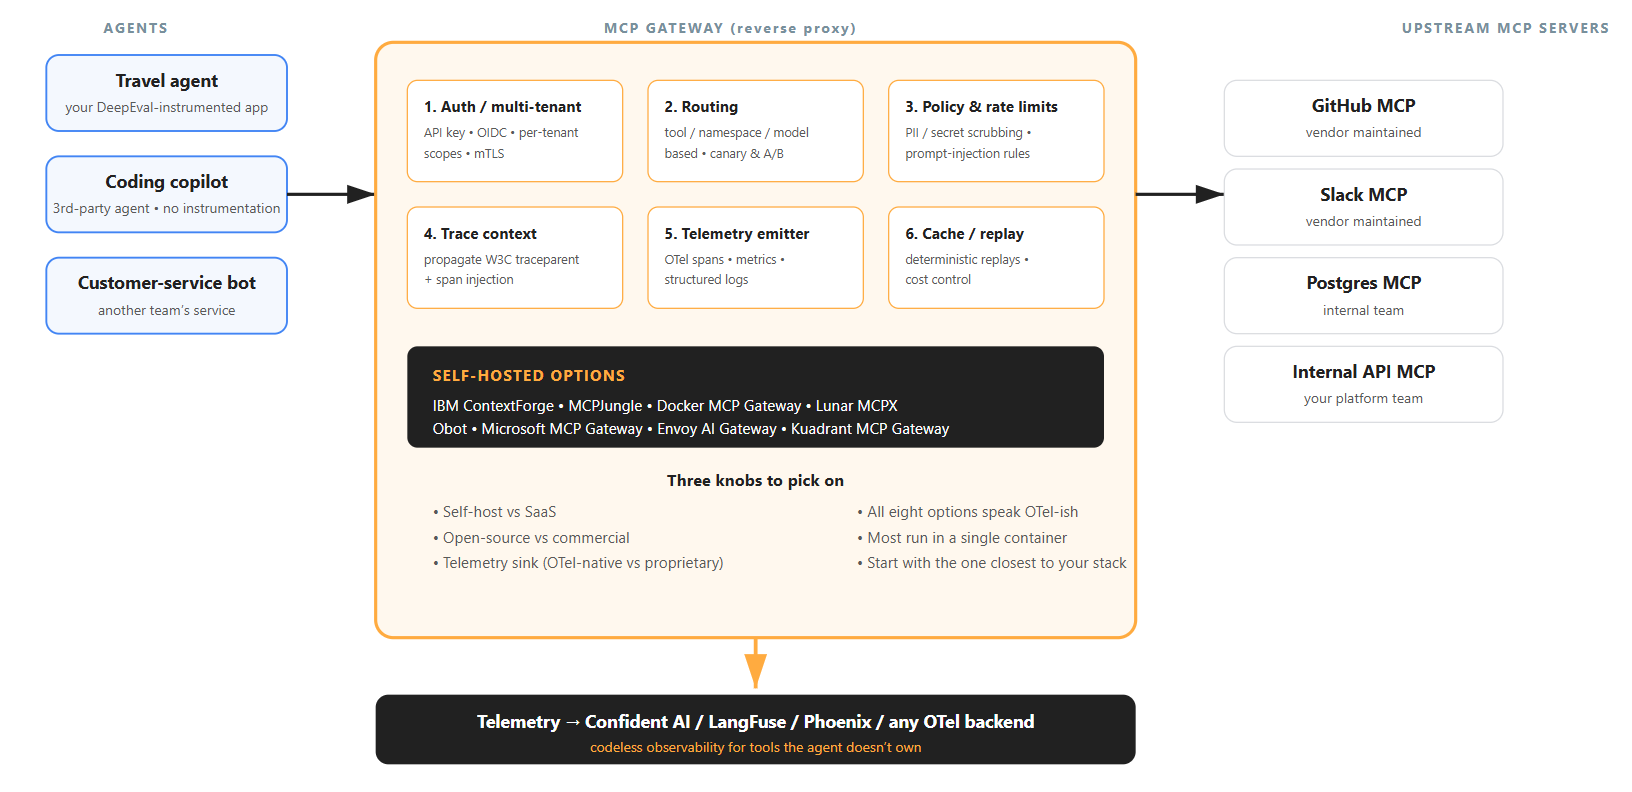 AGENTS
Travel agent
your DeepEval-instrumented app
Coding copilot
3rd-party agent • no instrumentation
Customer-service bot
another team’s service
MCP GATEWAY (reverse proxy)
1. Auth / multi-tenant
API key • OIDC • per-tenant
scopes • mTLS
2. Routing
tool / namespace / model
based • canary & A/B
3. Policy & rate limits
PII / secret scrubbing •
prompt-injection rules
4. Trace context
propagate W3C traceparent
+ span injection
5. Telemetry emitter
OTel spans • metrics •
structured logs
6. Cache / replay
deterministic replays •
cost control
SELF-HOSTED OPTIONS
IBM ContextForge • MCPJungle • Docker MCP Gateway • Lunar MCPX
Obot • Microsoft MCP Gateway • Envoy AI Gateway • Kuadrant MCP Gateway
Three knobs to pick on
• Self-host vs SaaS
• Open-source vs commercial
• Telemetry sink (OTel-native vs proprietary)
• All eight options speak OTel-ish
• Most run in a single container
• Start with the one closest to your stack
UPSTREAM MCP SERVERS
GitHub MCP
vendor maintained
Slack MCP
vendor maintained
Postgres MCP
internal team
Internal API MCP
your platform team
Telemetry → Confident AI / LangFuse / Phoenix / any OTel backend
codeless observability for tools the agent doesn’t own